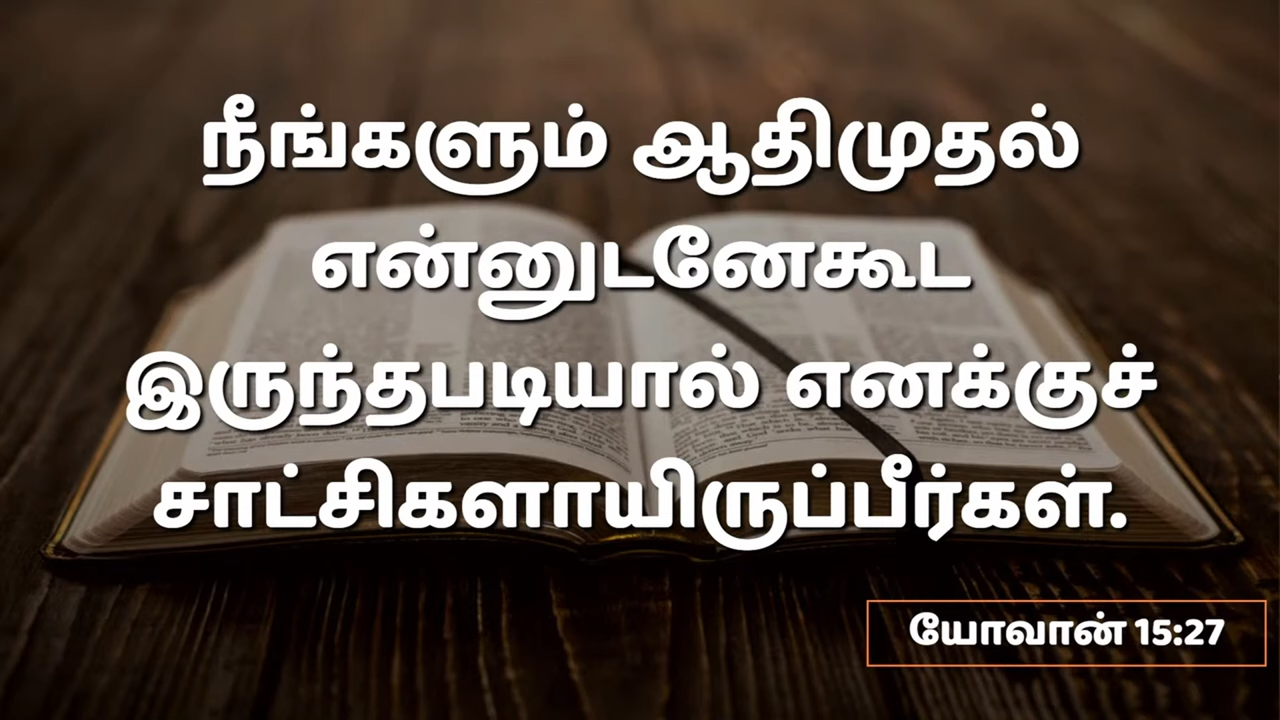 நீங்களும் ஆதிமுதல்
என்னுடனேகூட
இருந்தபடியால் எனக்குச்
சாட்சிகளாயிருப்பீர்கள்.
யோவான் 15:27